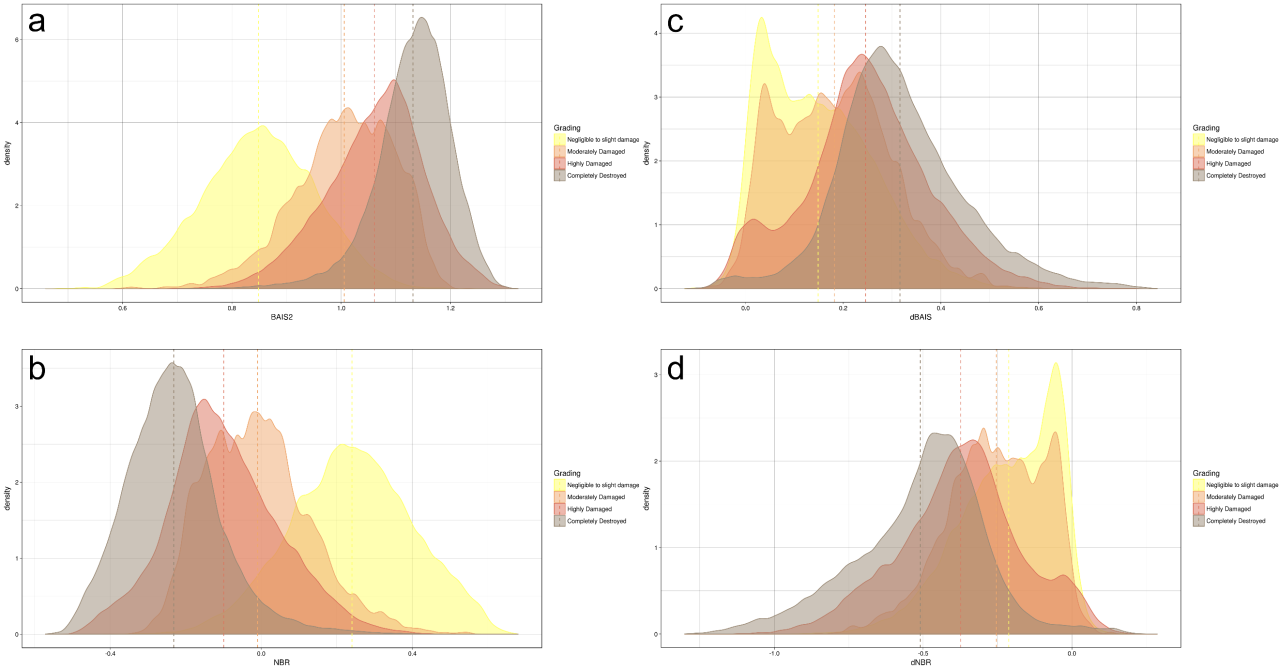 a
density
6
4
2
0
0.6
0.8
1.0
1.2
BAIS2
Grading
Negligible to slight damage
Moderately Damaged
Highly Damaged
Completely Destroyed
c
density
4
3
2
1
0
0.0
0.2
0.4
0.6
0.8
dBAIS
Grading
Negligible to slight damage
Moderately Damaged
Highly Damaged
Completely Destroyed
b
density
3
2
1
0
-0.4
0.0
0.4
NBR
Grading
Negligible to slight damage
Moderately Damaged
Highly Damaged
Completely Destroyed
d
density
3
2
1
0
-1.0
-0.5
0.0
dNBR
Grading
Negligible to slight damage
Moderately Damaged
Highly Damaged
Completely Destroyed